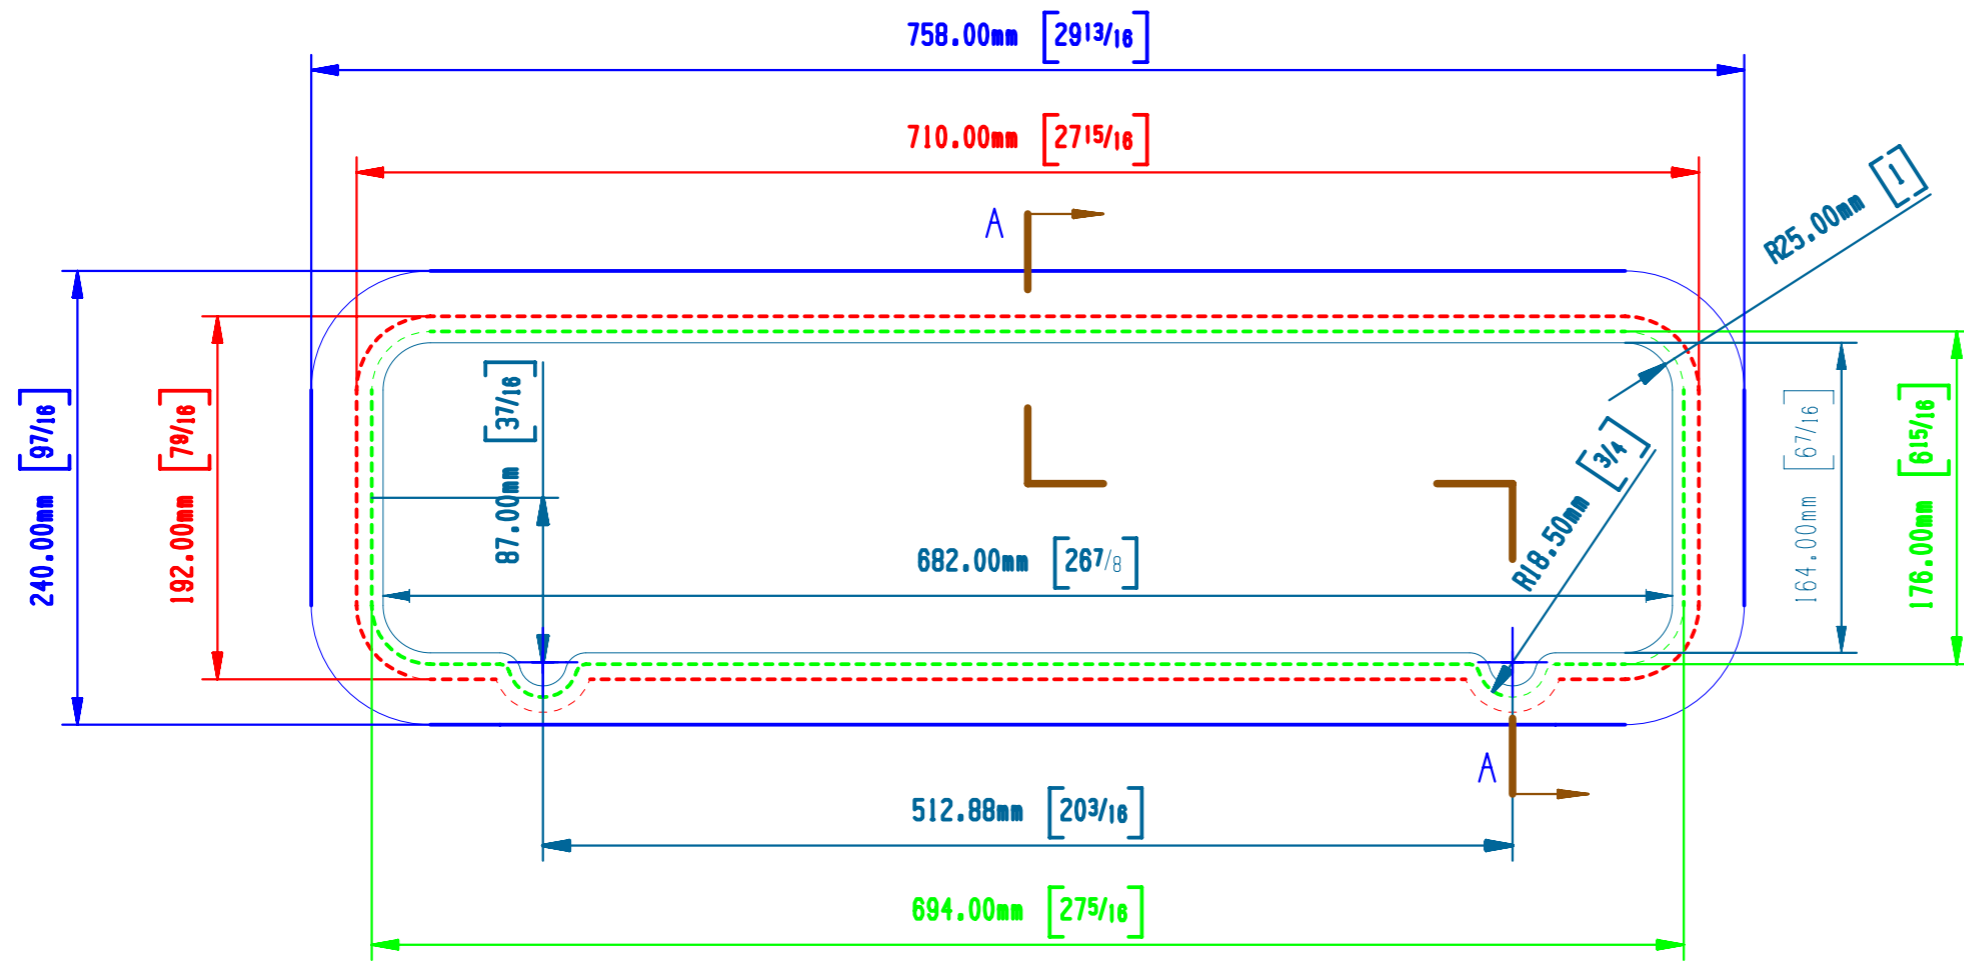 758.00mm [29 13/16]
710.00mm [27 15/16]
R25.00mm [1]
A
240.00mm [9 7/16]
192.00mm [7 9/16]
87.00mm [3 7/16]
R18.50mm [3/4]
164.00mm [6 7/16]
176.00mm [6 15/16]
682.00mm [26 7/8]
A
512.88mm [20 3/16]
694.00mm [27 5/16]